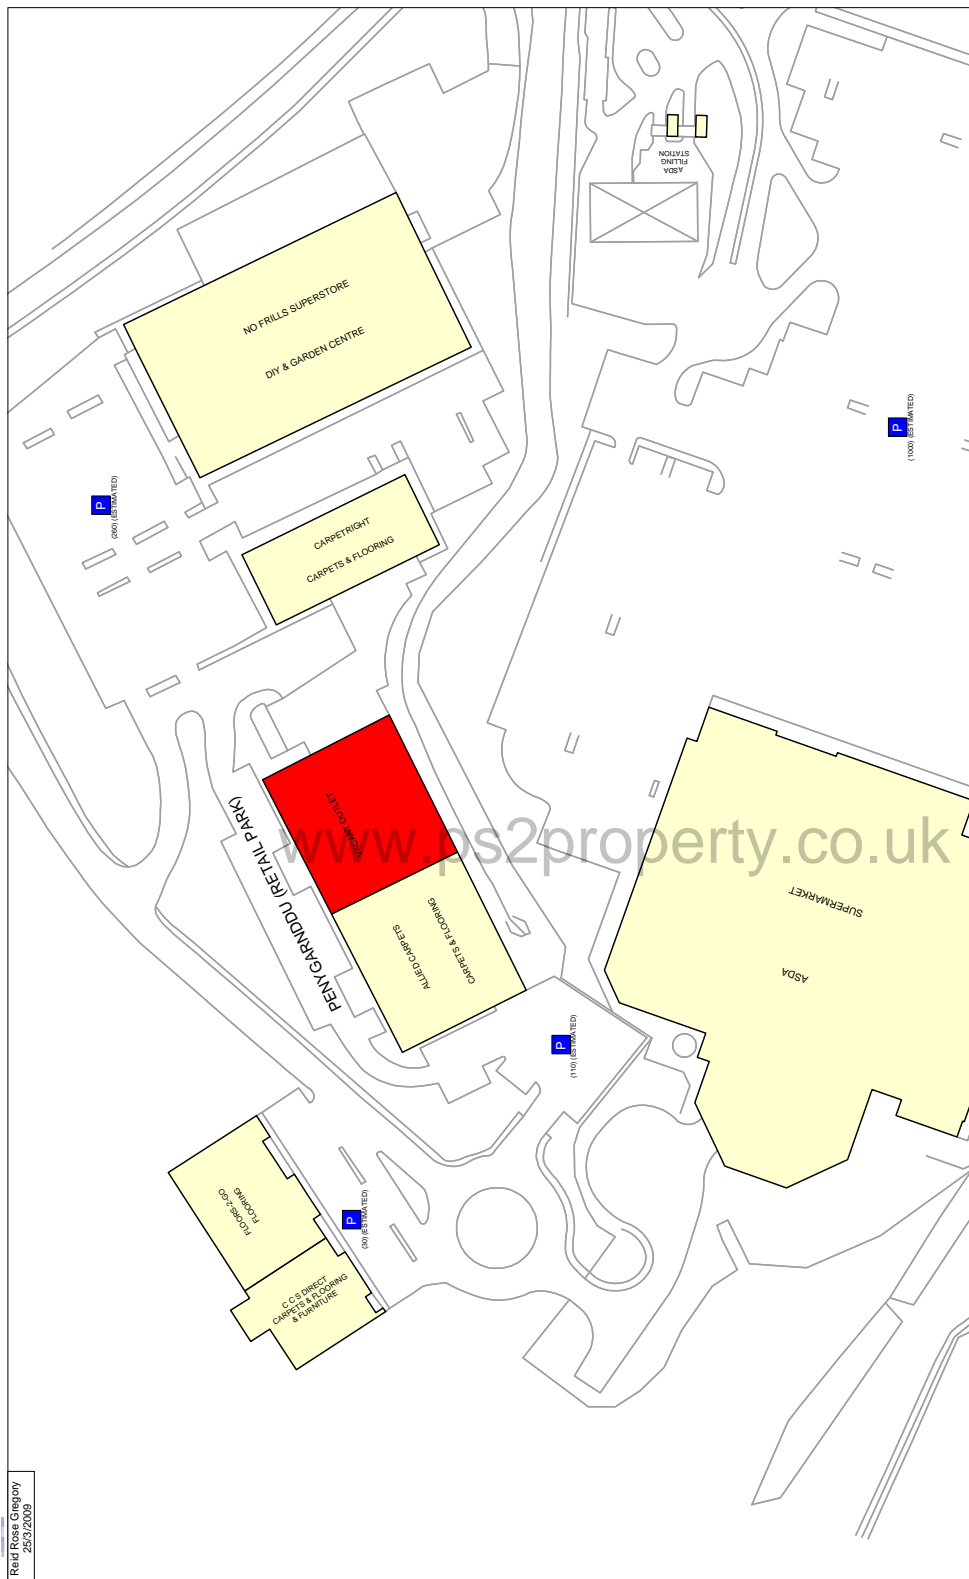 ASDA
FILLING
STATION
NO FRILLS SUPERSTORE
DIY & GARDEN CENTRE
P
(1000) (ESTIMATED)
P
(260) (ESTIMATED)
CARPETRIGHT
CARPETS & FLOORING
VACANT OUTLET
PENYGARNDDU (RETAIL PARK)
www.ps2property.co.uk
ALLIED CARPETS
CARPETS & FLOORING
SUPERMARKET
ASDA
P
(110) (ESTIMATED)
FLOORS-2-GO
FLOORING
P
(30) (ESTIMATED)
C C S DIRECT
CARPETS & FLOORING
& FURNITURE
Reid Rose Gregory
25/3/2009